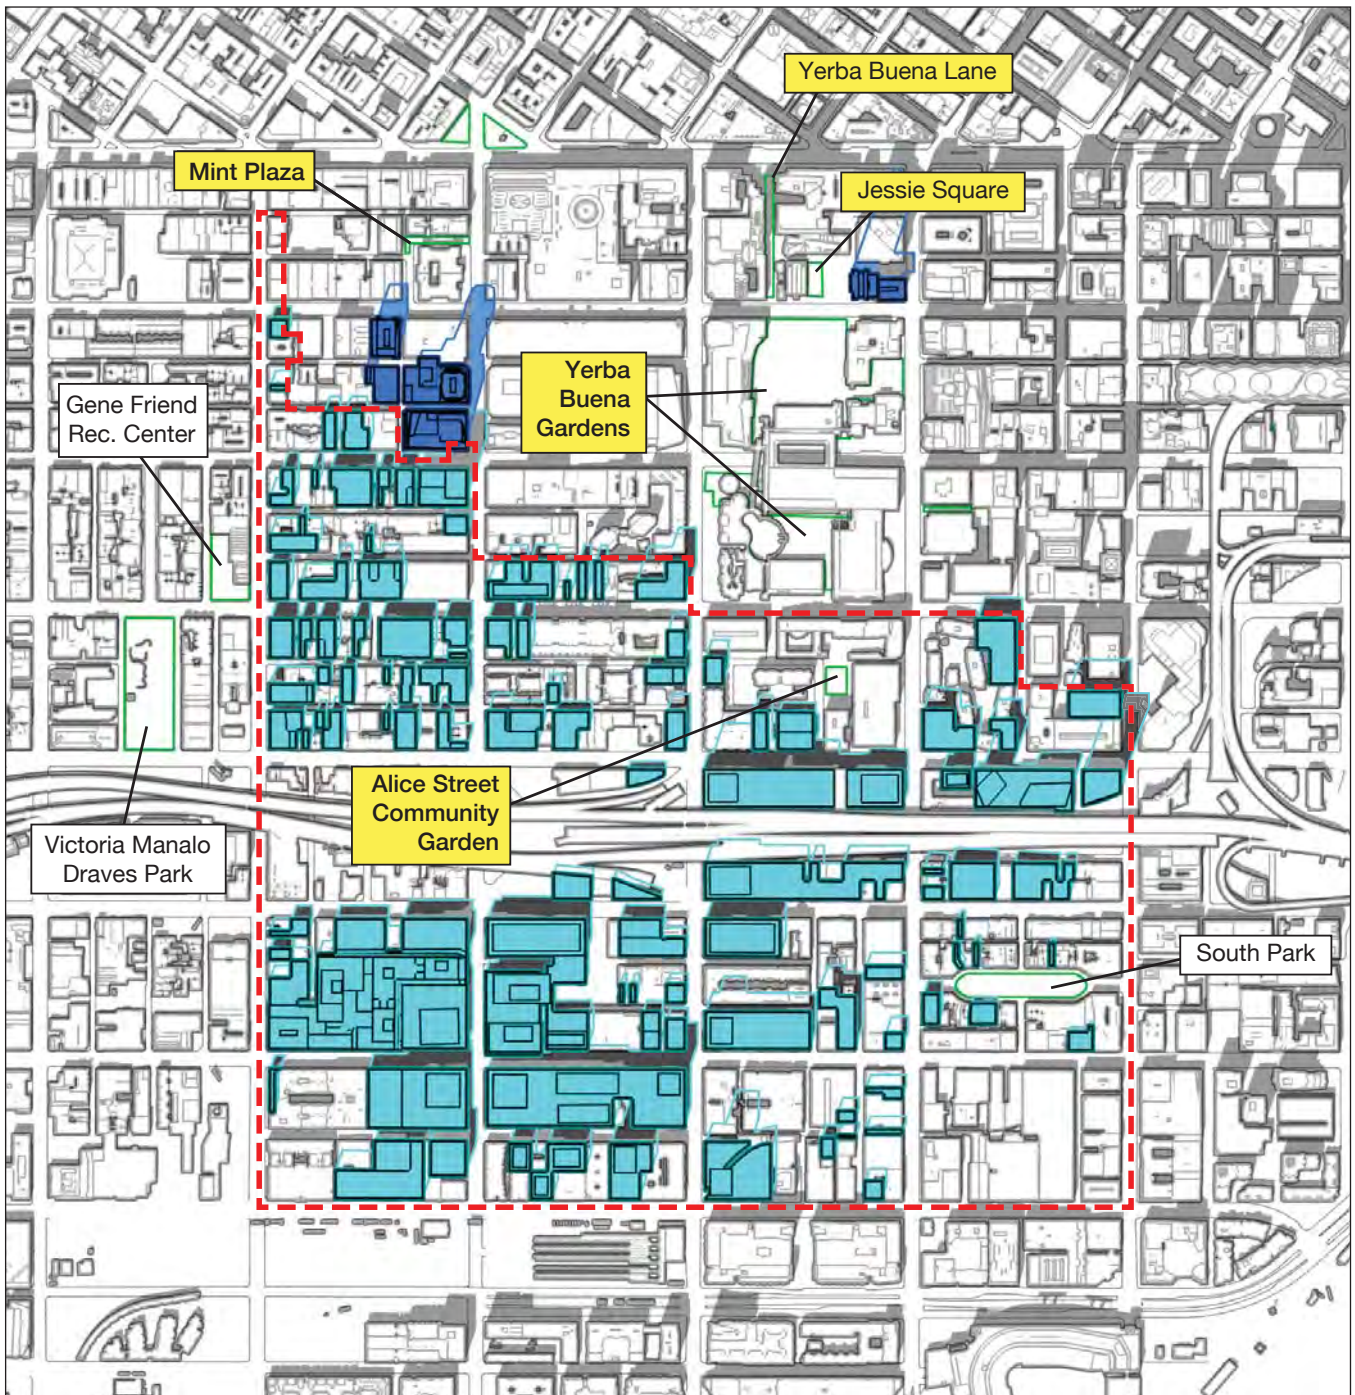 Yerba Buena Lane
Mint Plaza
Jessie Square
Yerba
Buena
Gardens
Gene Friend
Rec. Center
Alice Street
Community
Garden
Victoria Manalo
Draves Park
South Park